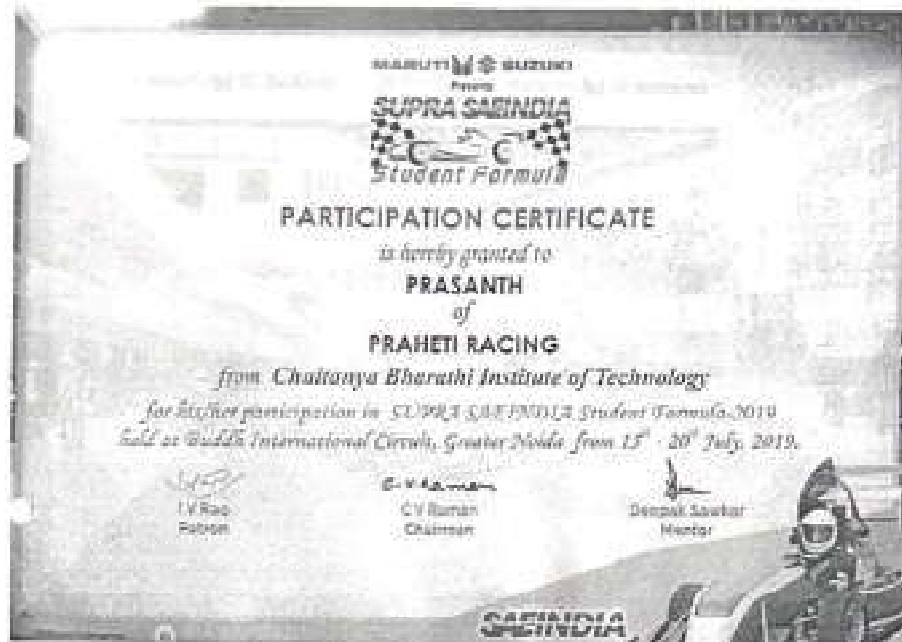 MARUTI SUZUKI
Presents
SUPRA SAEINDIA
Student Formula
PARTICIPATION CERTIFICATE
is hereby granted to
PRASANTH
of
PRAHETI RACING
from Chaitanya Bharathi Institute of Technology
for his/her participation in SUPRA SAEINDIA Student Formula 2019
held at Buddh International Circuit, Greater Noida from 15th - 20th July, 2019.
I.V Rao
Patron
C.V.Raman
C V Raman
Chairman
Deepak Sawkar
Mentor
SAEINDIA